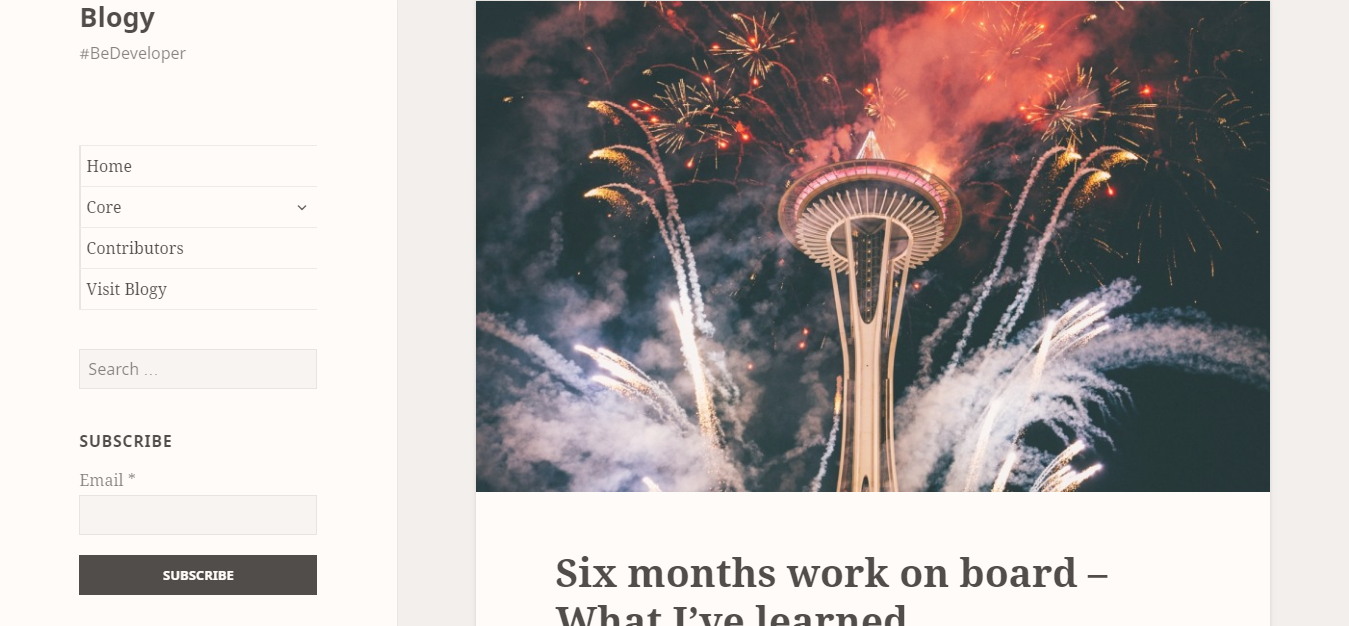 Blogy
#BeDeveloper
Home
Core
Contributors
Visit Blogy
Search …
SUBSCRIBE
Email *
SUBSCRIBE
Six months work on board –
What I’ve learned